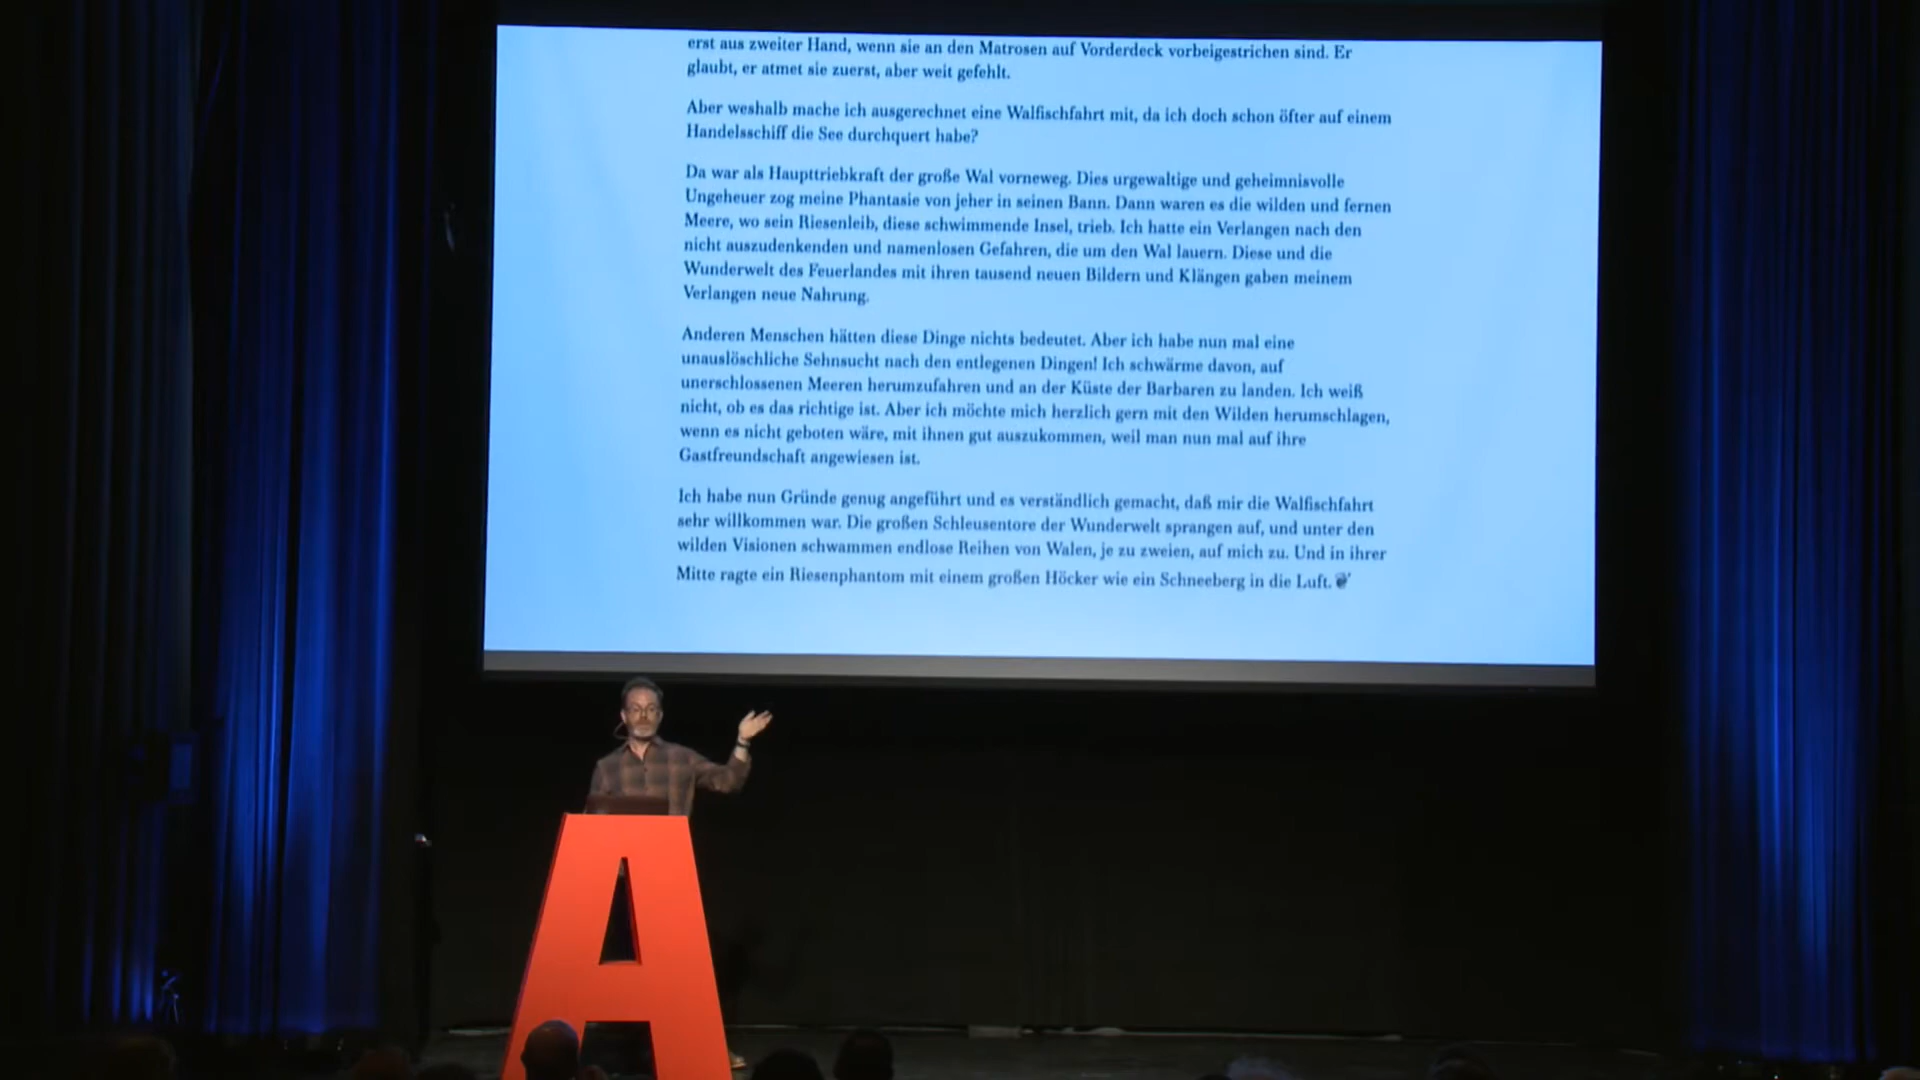 erst aus zweiter Hand, wenn sie an den Matrosen auf Vorderdeck vorbeigestrichen sind. Er
glaubt, er atmet sie zuerst, aber weit gefehlt.
Aber weshalb mache ich ausgerechnet eine Walfischfahrt mit, da ich doch schon öfter auf einem
Handelsschiff die See durchquert habe?
Da war als Haupttriebkraft der große Wal vorneweg. Dies urgewaltige und geheimnisvolle
Ungeheuer zog meine Phantasie von jeher in seinen Bann. Dann waren es die wilden und fernen
Meere, wo sein Riesenleib, diese schwimmende Insel, trieb. Ich hatte ein Verlangen nach den
nicht auszudenkenden und namenlosen Gefahren, die um den Wal lauern. Diese und die
Wunderwelt des Feuerlandes mit ihren tausend neuen Bildern und Klängen gaben meinem
Verlangen neue Nahrung.
Anderen Menschen hätten diese Dinge nichts bedeutet. Aber ich habe nun mal eine
unauslöschliche Sehnsucht nach den entlegenen Dingen! Ich schwärme davon, auf
unerschlossenen Meeren herumzufahren und an der Küste der Barbaren zu landen. Ich weiß
nicht, ob es das richtige ist. Aber ich möchte mich herzlich gern mit den Wilden herumschlagen,
wenn es nicht geboten wäre, mit ihnen gut auszukommen, weil man nun mal auf ihre
Gastfreundschaft angewiesen ist.
Ich habe nun Gründe genug angeführt und es verständlich gemacht, daß mir die Walfischfahrt
sehr willkommen war. Die großen Schleusentore der Wunderwelt sprangen auf, und unter den
wilden Visionen schwammen endlose Reihen von Walen, je zu zweien, auf mich zu. Und in ihrer
Mitte ragte ein Riesenphantom mit einem großen Höcker wie ein Schneeberg in die Luft. ❦
A